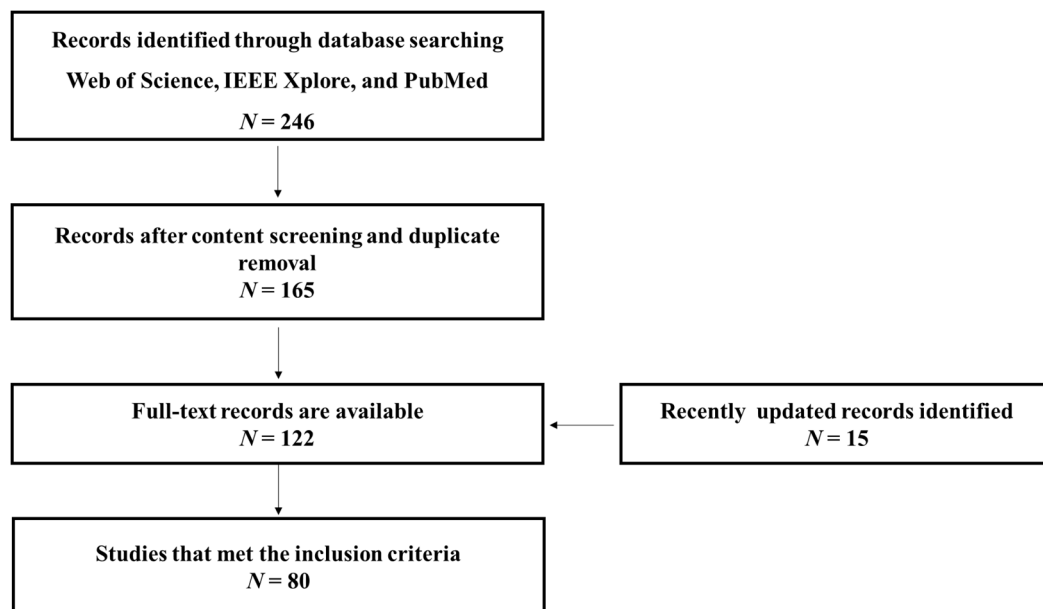 Records identified through database searching
Web of Science, IEEE Xplore, and PubMed
N = 246
Records after content screening and duplicate
removal
N = 165
Full-text records are available
N = 122
Recently updated records identified
N = 15
Studies that met the inclusion criteria
N = 80